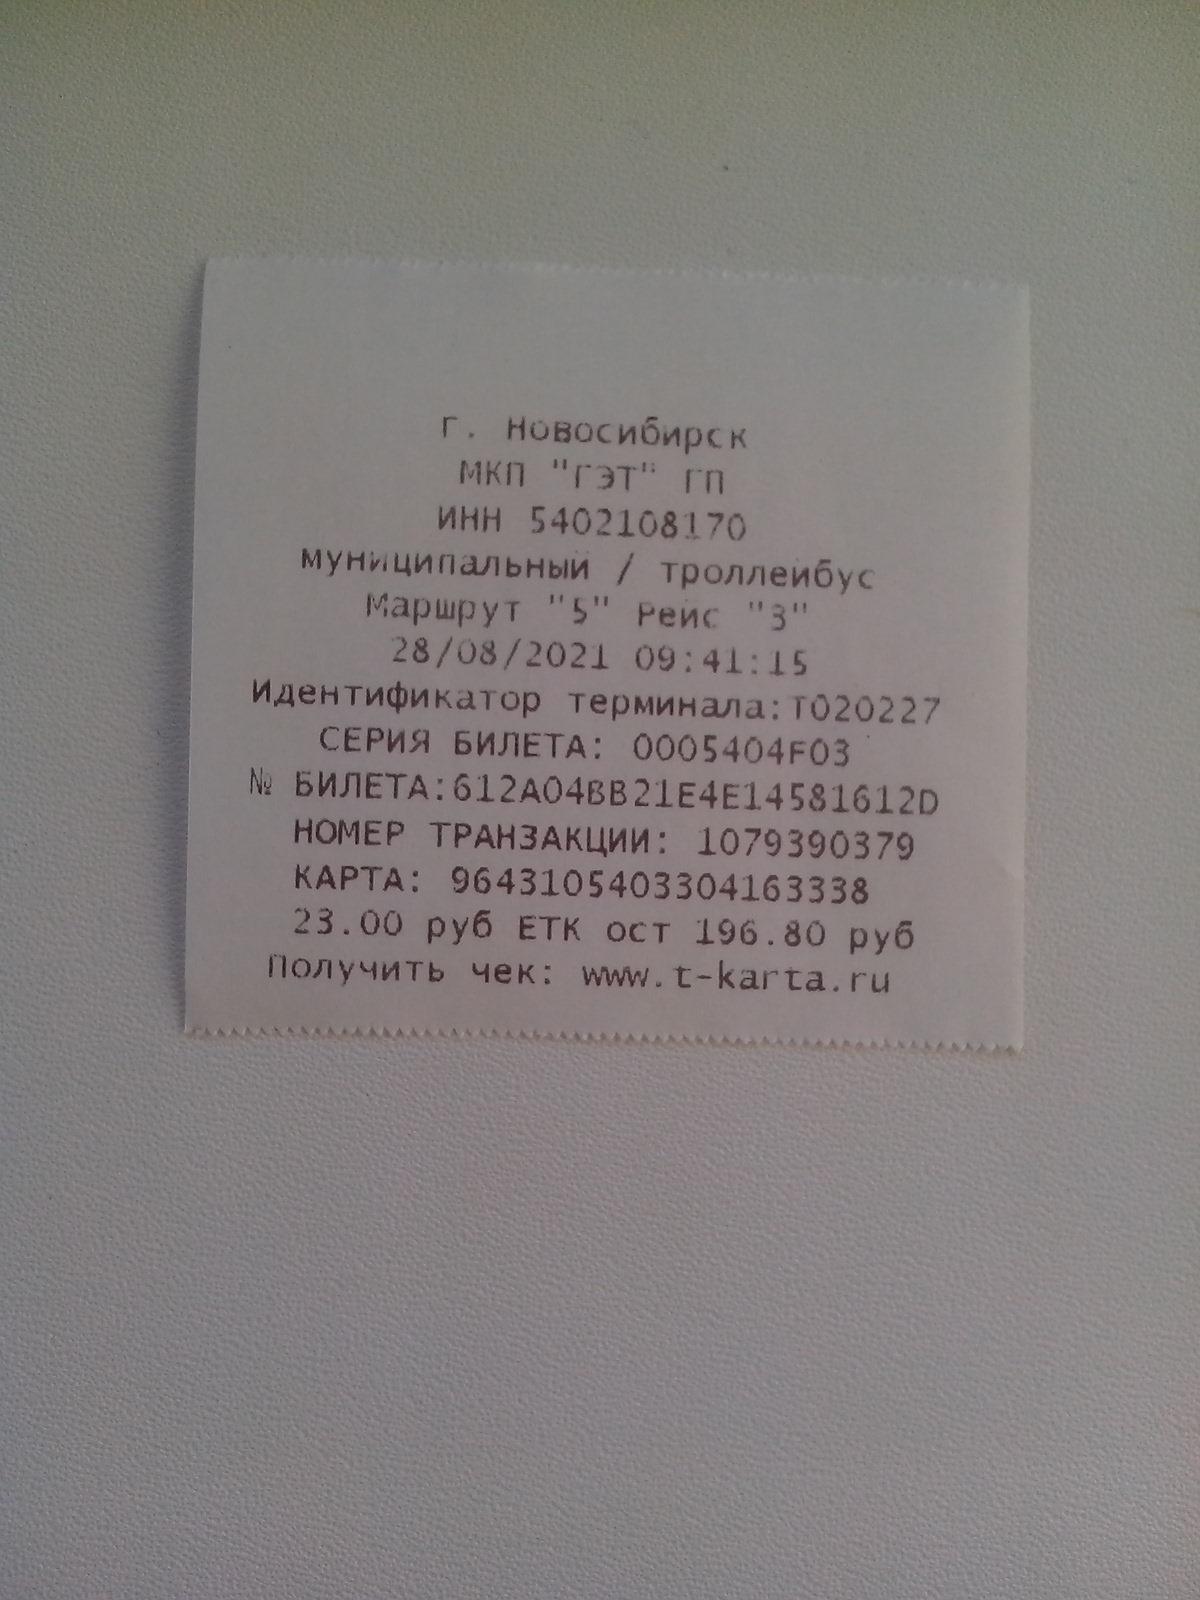 г. Новосибирск
МКП "ГЭТ" ГП
ИНН 5402108170
муниципальный / троллейбус
Маршрут "5" Рейс "3"
28/08/2021 09:41:15
Идентификатор терминала:T020227
СЕРИЯ БИЛЕТА: 0005404F03
№ БИЛЕТА:612A04BB21E4E14581612D
НОМЕР ТРАНЗАКЦИИ: 1079390379
КАРТА: 9643105403304163338
23.00 руб ЕТК ост 196.80 руб
Получить чек: www.t-karta.ru